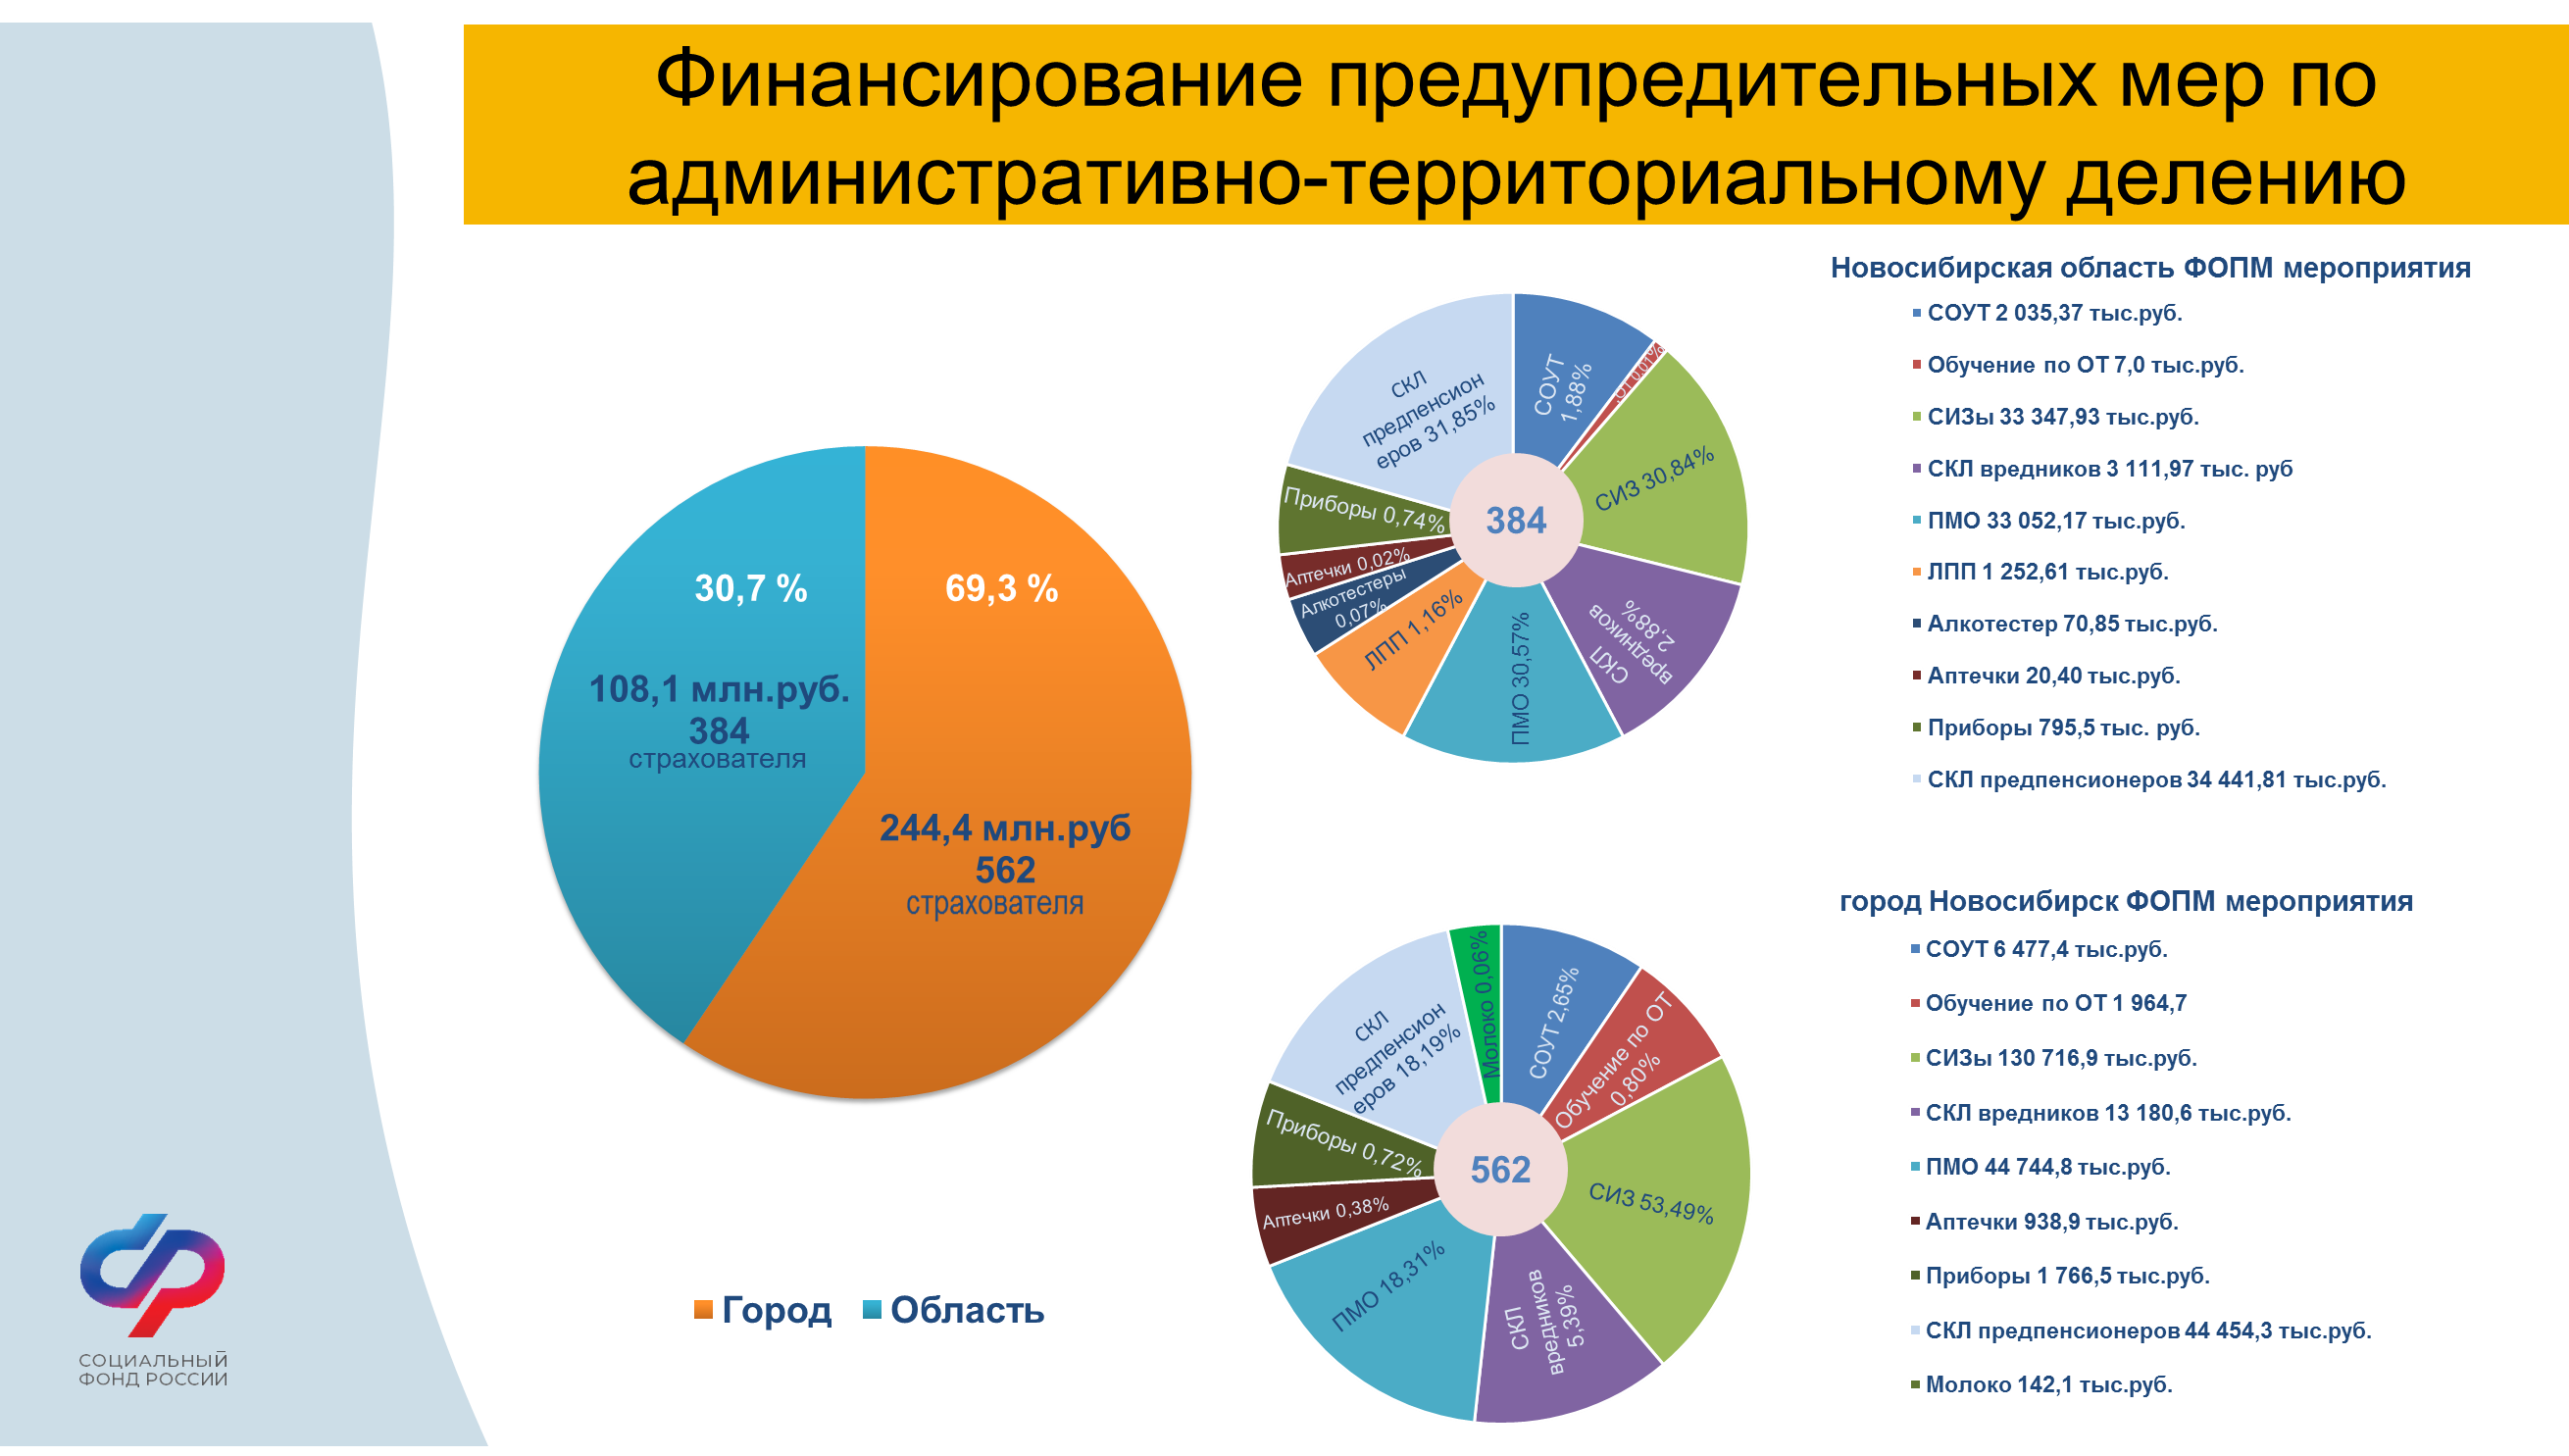 Финансирование предупредительных мер по
административно-территориальному делению
30,7 %
69,3 %
108,1 млн.руб.
384
страхователя
244,4 млн.руб
562
страхователя
Город
Область
Новосибирская область ФОПМ мероприятия
СОУТ
1,88%
ОТ 0,01%
СИЗ 30,84%
СКЛ
вредников
2,88%
ПМО 30,57%
ЛПП 1,16%
Алкотестеры
0,07%
Аптечки 0,02%
Приборы 0,74%
СКЛ
предпенсион
еров 31,85%
384
СОУТ 2 035,37 тыс.руб.
Обучение по ОТ 7,0 тыс.руб.
СИЗы 33 347,93 тыс.руб.
СКЛ вредников 3 111,97 тыс. руб
ПМО 33 052,17 тыс.руб.
ЛПП 1 252,61 тыс.руб.
Алкотестер 70,85 тыс.руб.
Аптечки 20,40 тыс.руб.
Приборы 795,5 тыс. руб.
СКЛ предпенсионеров 34 441,81 тыс.руб.
город Новосибирск ФОПМ мероприятия
СОУТ 2,65%
Обучение по ОТ
0,80%
СИЗ 53,49%
СКЛ
вредников
5,39%
ПМО 18,31%
Аптечки 0,38%
Приборы 0,72%
СКЛ
предпенсион
еров 18,19%
Молоко 0,06%
562
СОУТ 6 477,4 тыс.руб.
Обучение по ОТ 1 964,7
СИЗы 130 716,9 тыс.руб.
СКЛ вредников 13 180,6 тыс.руб.
ПМО 44 744,8 тыс.руб.
Аптечки 938,9 тыс.руб.
Приборы 1 766,5 тыс.руб.
СКЛ предпенсионеров 44 454,3 тыс.руб.
Молоко 142,1 тыс.руб.
СОЦИАЛЬНЫЙ
ФОНД РОССИИ